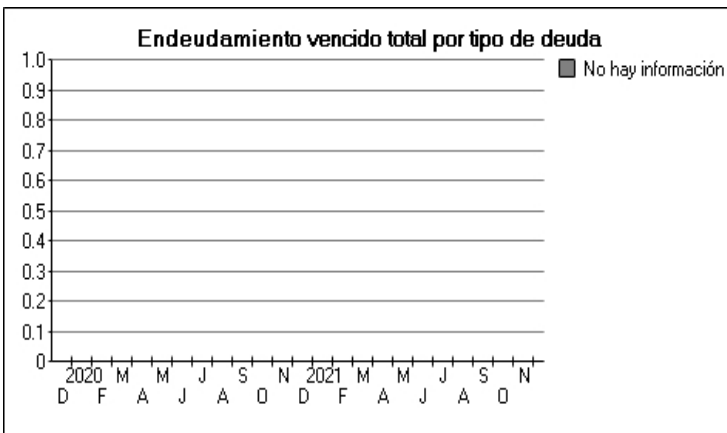 Endeudamiento vencido total por tipo de deuda
No hay información
1.0
0.9
0.8
0.7
0.6
0.5
0.4
0.3
0.2
0.1
0
2020 M M J S N 2021 M M J S N
D F A J A O D F A J A O